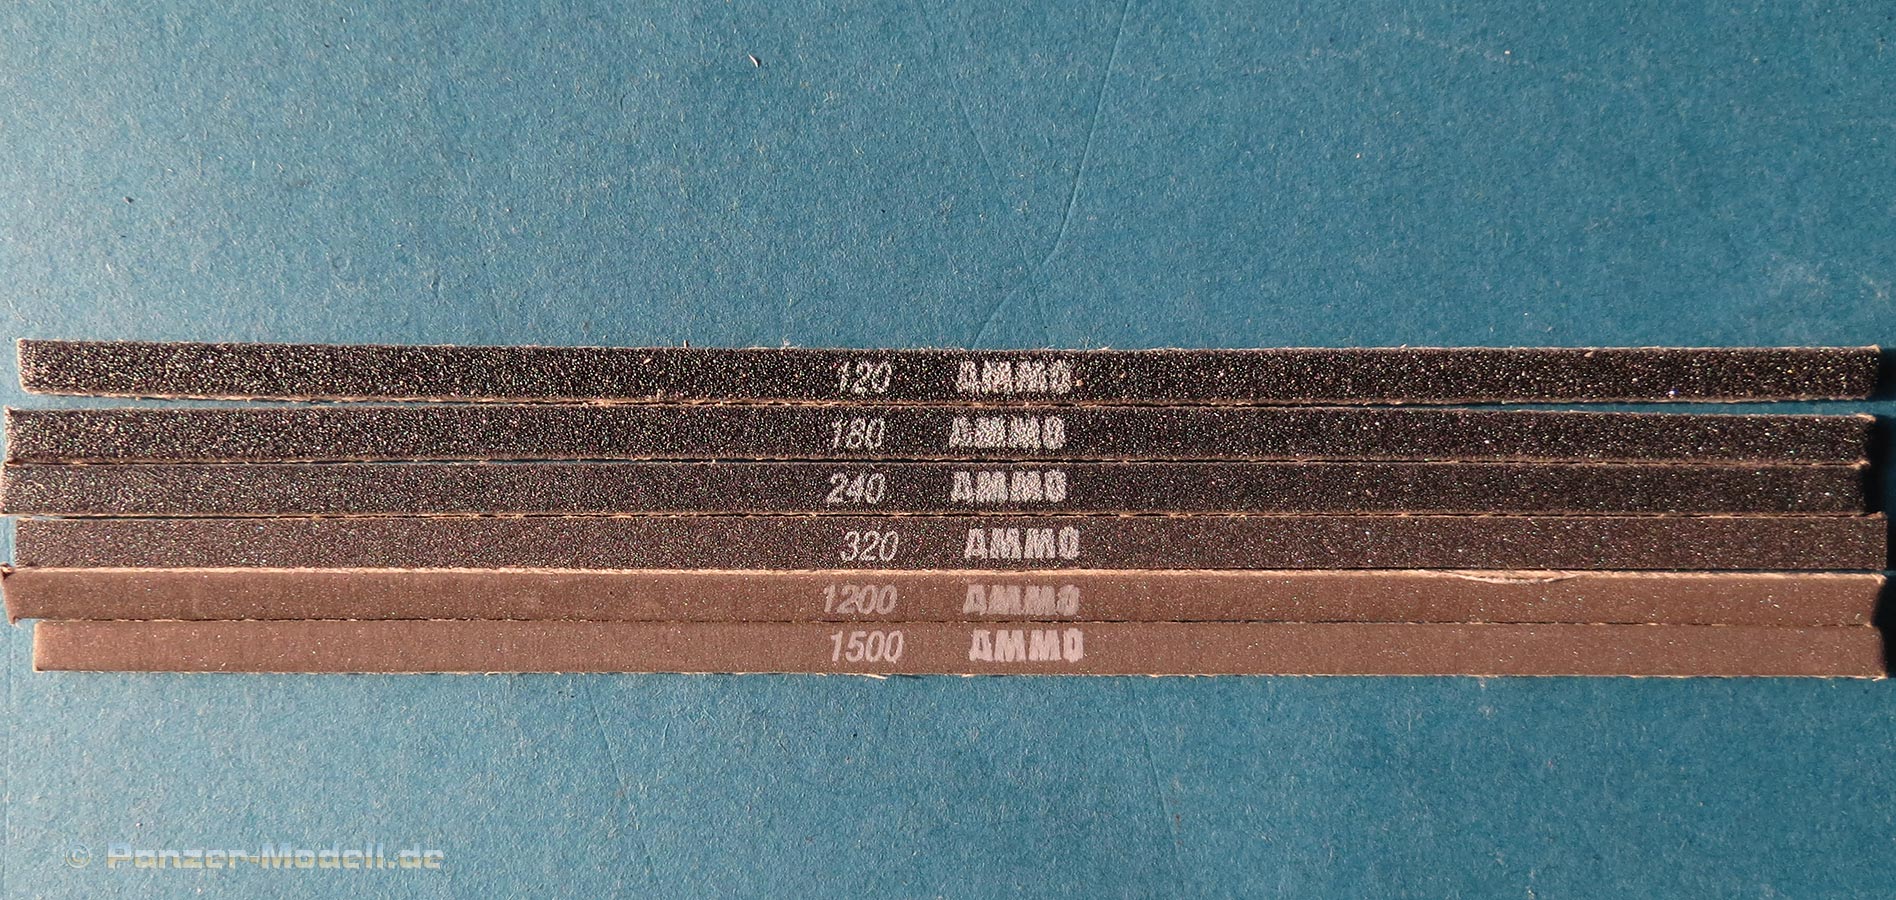 120 AMMO
180 AMMO
240 AMMO
320 AMMO
1200 AMMO
1500 AMMO
© Panzer-Modell.de